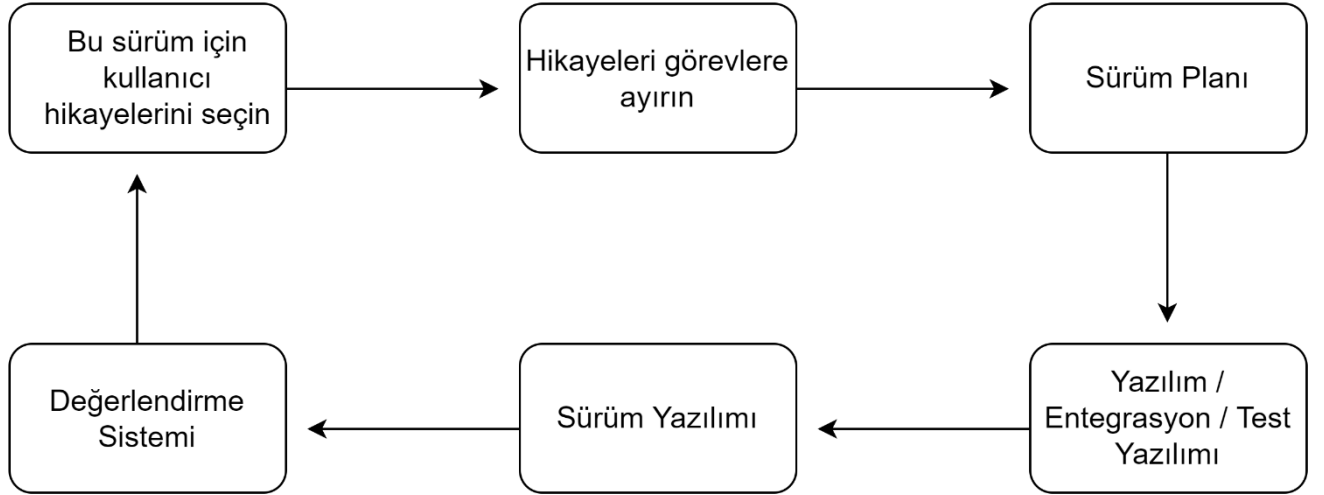 Bu sürüm için
kullanıcı
hikayelerini seçin
Hikayeleri görevlere
ayırın
Sürüm Planı
Değerlendirme
Sistemi
Sürüm Yazılımı
Yazılım /
Entegrasyon / Test
Yazılımı